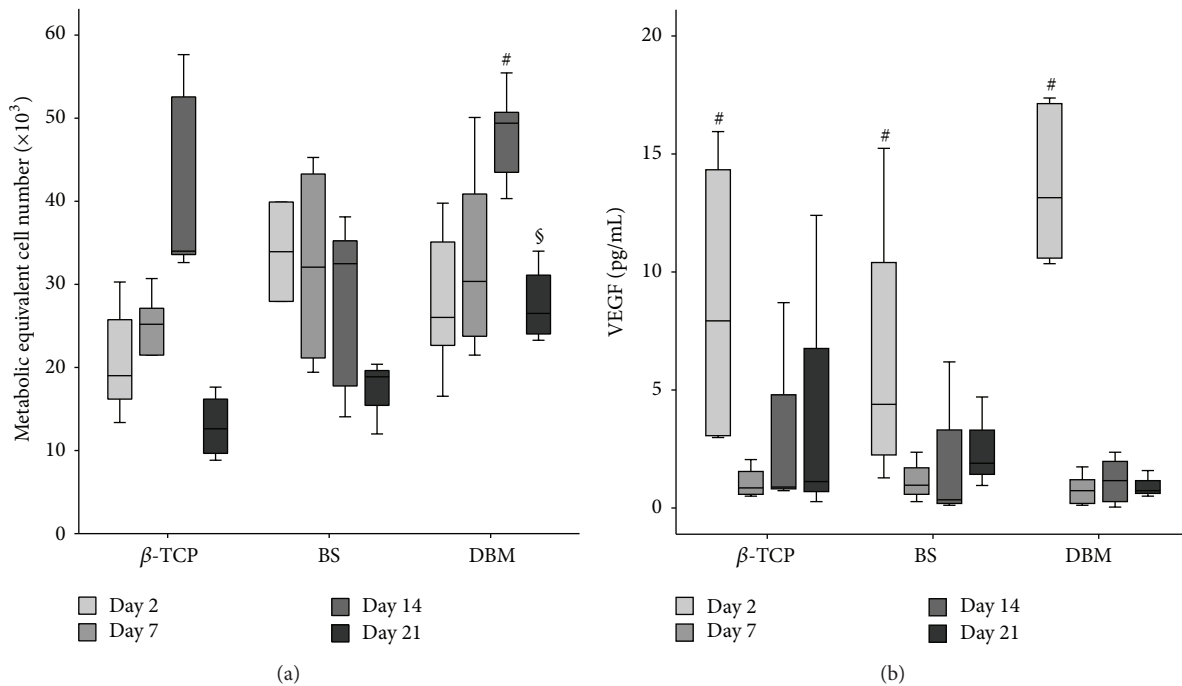 60
50
40
30
20
10
0
Metabolic equivalent cell number (×10³)
#
§
β-TCP
BS
DBM
Day 2
Day 7
Day 14
Day 21
(a)
20
15
10
5
0
VEGF (pg/mL)
#
#
#
β-TCP
BS
DBM
Day 2
Day 7
Day 14
Day 21
(b)